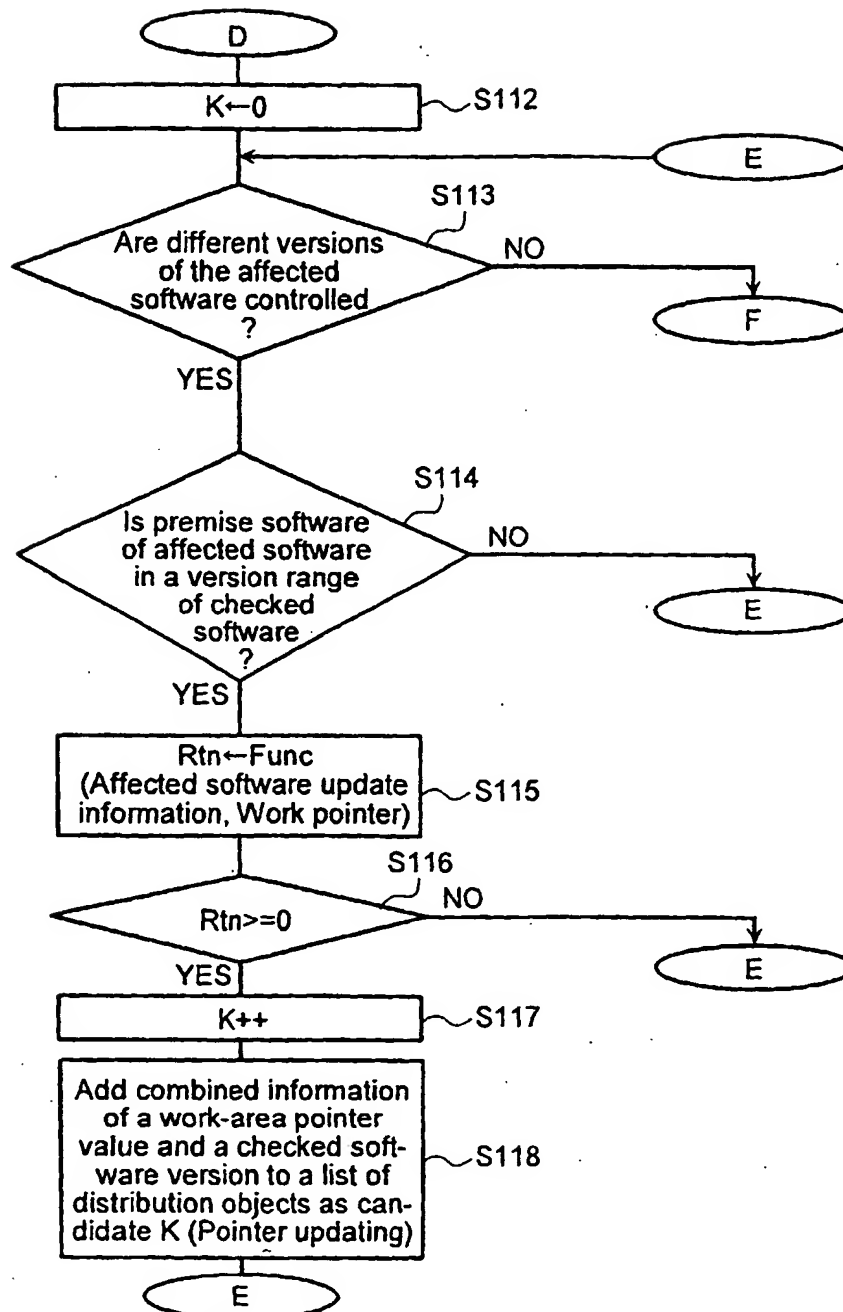 D
K←0
S112
E
S113
Are different versions
of the affected
software controlled
?
NO
F
YES
S114
Is premise software
of affected software
in a version range
of checked
software
?
NO
E
YES
Rtn←Func
(Affected software update
information, Work pointer)
S115
S116
Rtn>=0
NO
E
YES
K++
S117
Add combined information
of a work-area pointer
value and a checked soft-
ware version to a list of
distribution objects as can-
didate K (Pointer updating)
S118
E